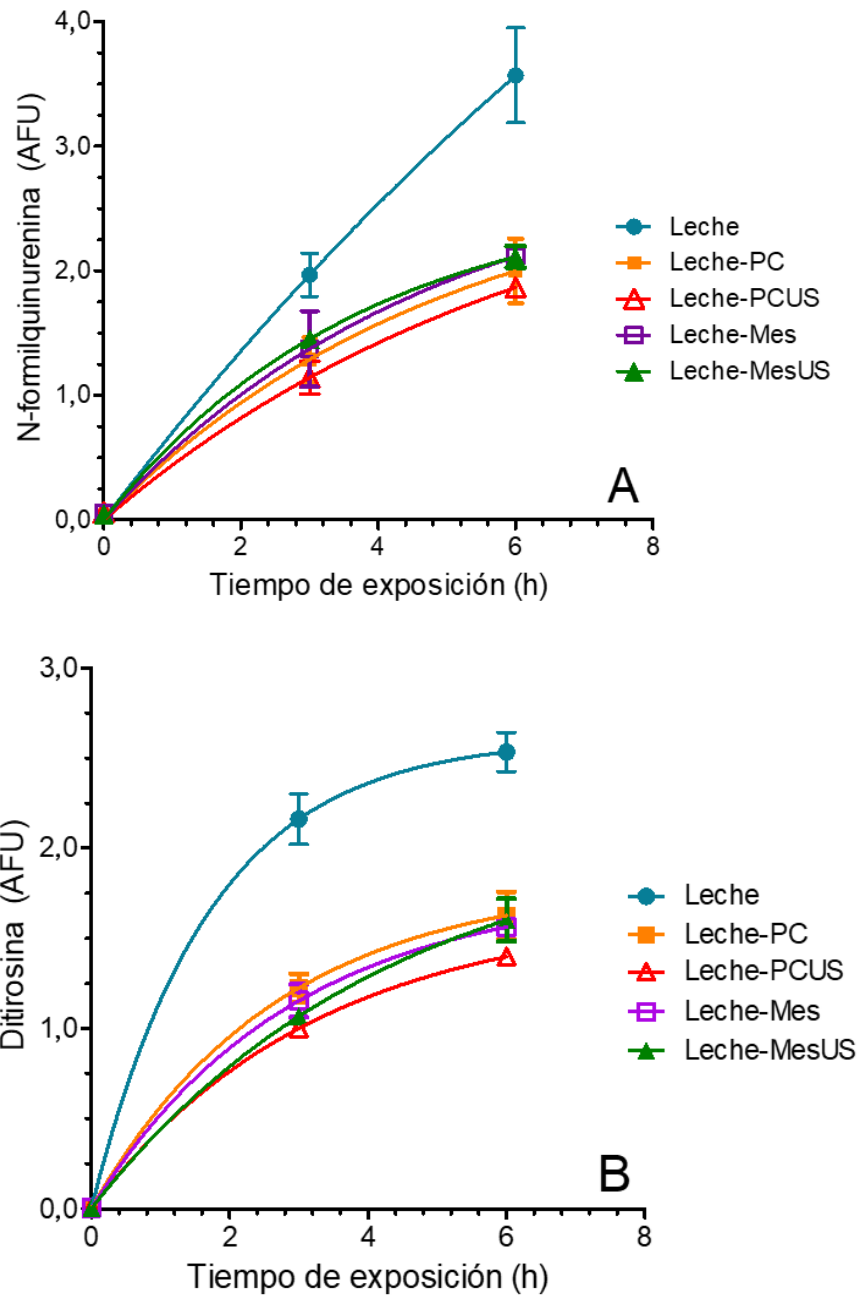 4,0
3,0
2,0
1,0
0,0
N-formilquinurenina (AFU)
0 2 4 6 8
Tiempo de exposición (h)
Leche
Leche-PC
Leche-PCUS
Leche-Mes
Leche-MesUS
A
3,0
2,0
1,0
0,0
Ditirosina (AFU)
0 2 4 6 8
Tiempo de exposición (h)
Leche
Leche-PC
Leche-PCUS
Leche-Mes
Leche-MesUS
B